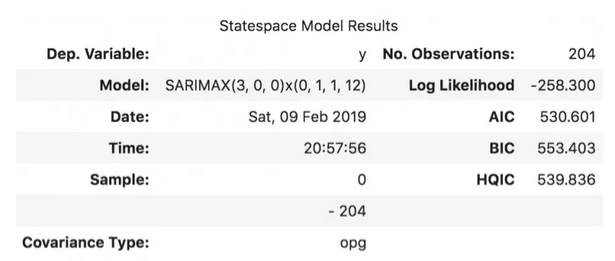 Statespace Model Results
Dep. Variable: y No. Observations: 204
Model: SARIMAX(3, 0, 0)x(0, 1, 1, 12) Log Likelihood -258.300
Date: Sat, 09 Feb 2019 AIC 530.601
Time: 20:57:56 BIC 553.403
Sample: 0 HQIC 539.836
- 204
Covariance Type: opg